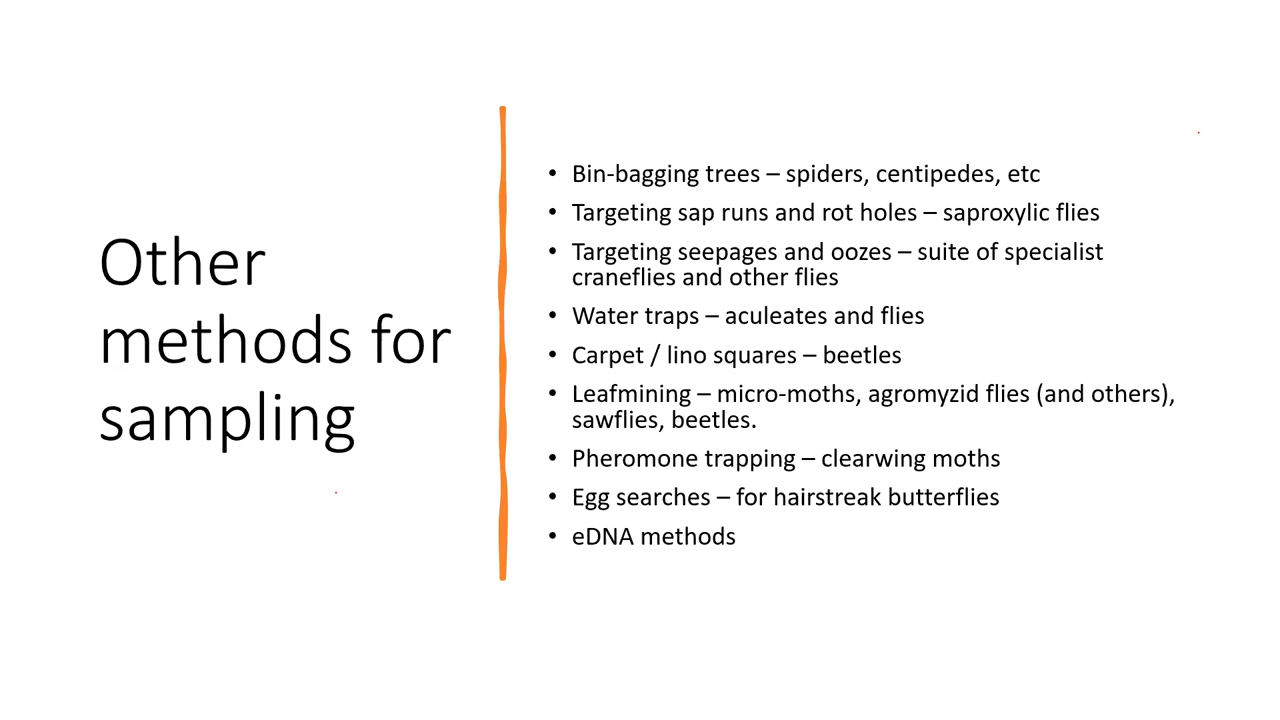 Other
methods for
sampling
• Bin-bagging trees – spiders, centipedes, etc
• Targeting sap runs and rot holes – saproxylic flies
• Targeting seepages and oozes – suite of specialist
craneflies and other flies
• Water traps – aculeates and flies
• Carpet / lino squares – beetles
• Leafmining – micro-moths, agromyzid flies (and others),
sawflies, beetles.
• Pheromone trapping – clearwing moths
• Egg searches – for hairstreak butterflies
• eDNA methods